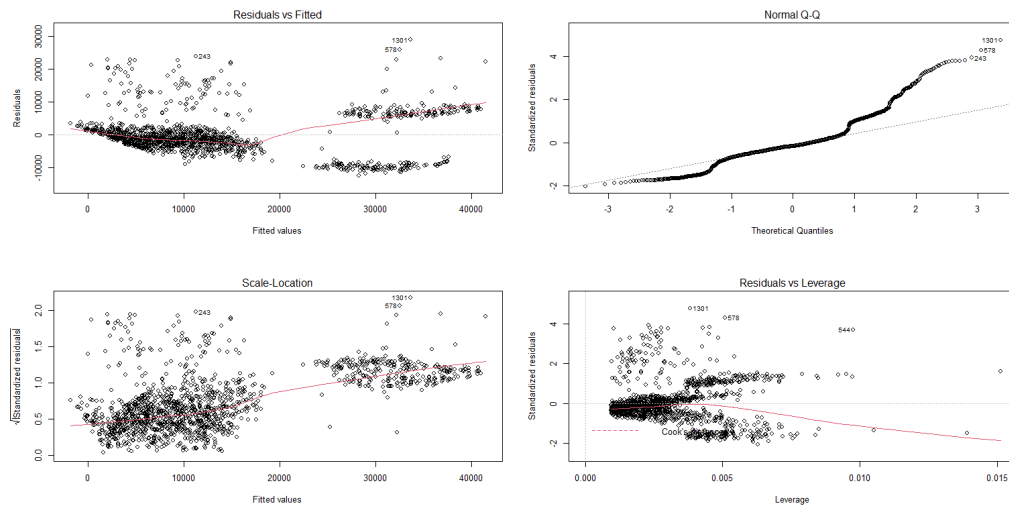 Residuals vs Fitted
Residuals
-10000 0 10000 20000 30000
243
578
1301
0 10000 20000 30000 40000
Fitted values
Normal Q-Q
Standardized residuals
-2 0 2 4
1301
578
243
-3 -2 -1 0 1 2 3
Theoretical Quantiles
Scale-Location
√|Standardized residuals|
0.0 0.5 1.0 1.5 2.0
243
578
1301
0 10000 20000 30000 40000
Fitted values
Residuals vs Leverage
Standardized residuals
-2 0 2 4
1301
578
544
Cook's
0.000 0.005 0.010 0.015
Leverage